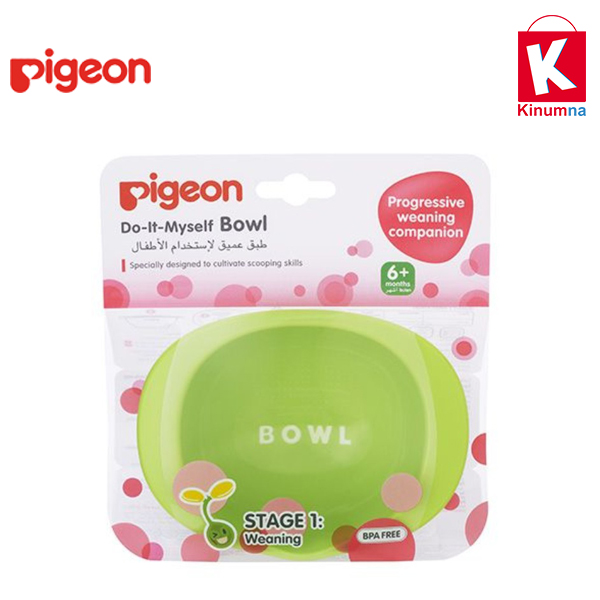 pigeon
K
Kinumna
pigeon
Do-It-Myself Bowl
طبق عميق لإستخدام الأطفال
Specially designed to cultivate scooping skills
Progressive
weaning
companion
6+
months أشهر
BOWL
STAGE 1:
Weaning
BPA FREE